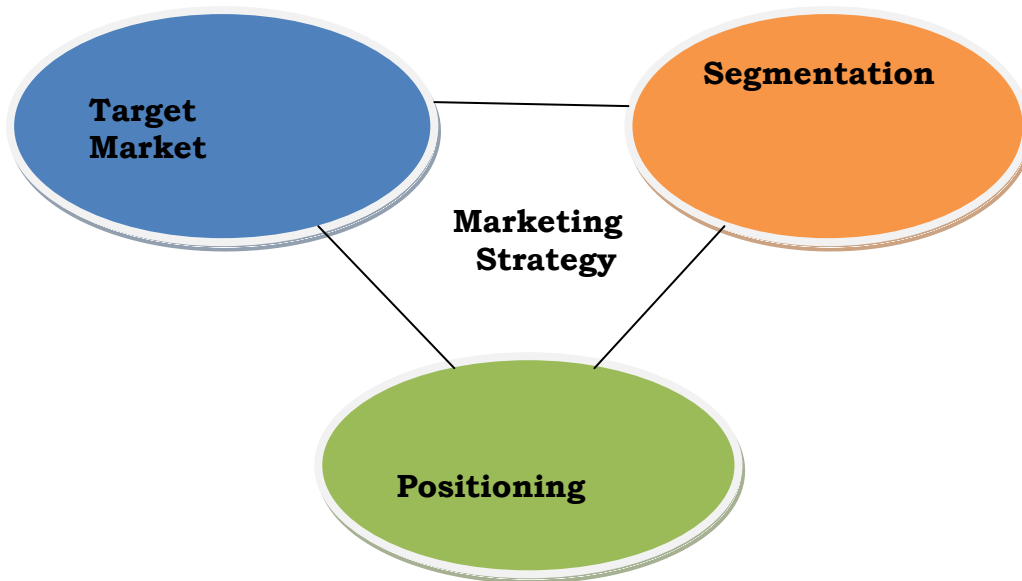 Target
Market
Segmentation
Marketing
Strategy
Positioning